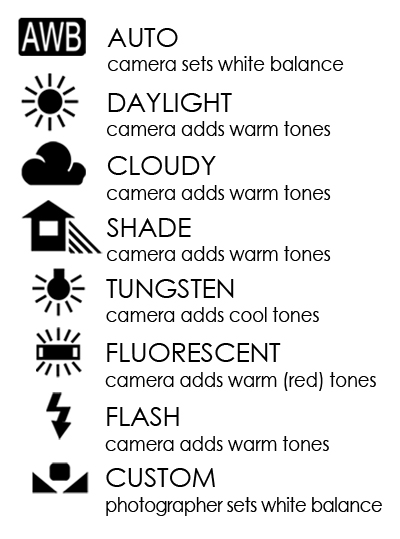 AWB
AUTO
camera sets white balance
DAYLIGHT
camera adds warm tones
CLOUDY
camera adds warm tones
SHADE
camera adds warm tones
TUNGSTEN
camera adds cool tones
FLUORESCENT
camera adds warm (red) tones
FLASH
camera adds warm tones
CUSTOM
photographer sets white balance